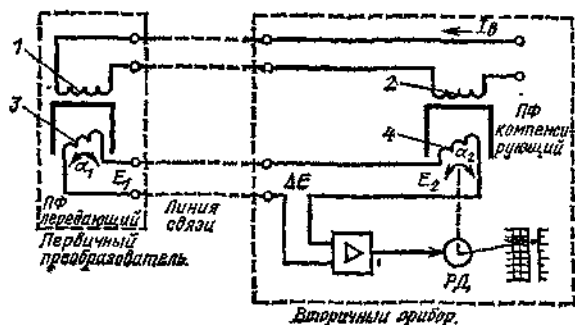 1
3
α₁
E₁
ПФ
передающий
Первичный
преобразователь.
Линия
связи
Iв
2
4
α₂
E₂
ΔE
ПФ
компенси
рующий
РД
Вторичный прибор.